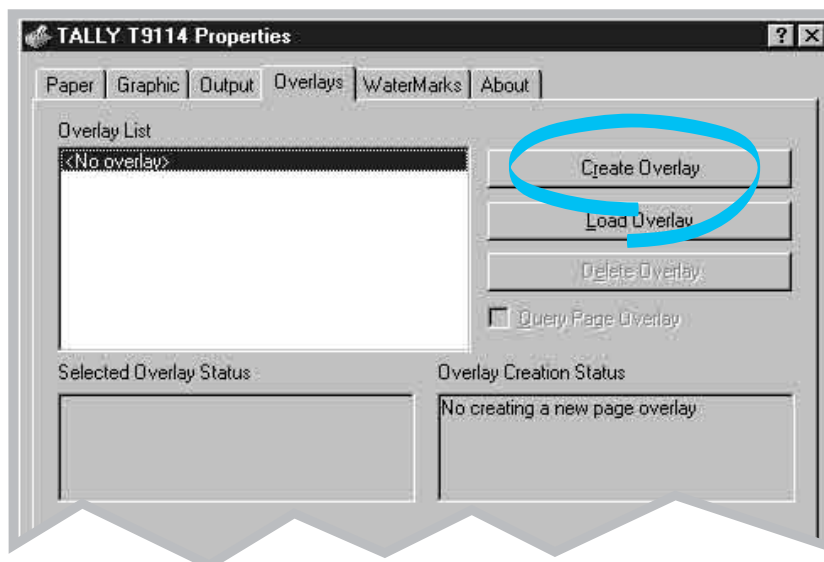 TALLY T9114 Properties ? X
Paper Graphic Output Overlays WaterMarks About
Overlay List
<No overlay>
Create Overlay
Load Overlay
Delete Overlay
Query Page Overlay
Selected Overlay Status
Overlay Creation Status
No creating a new page overlay